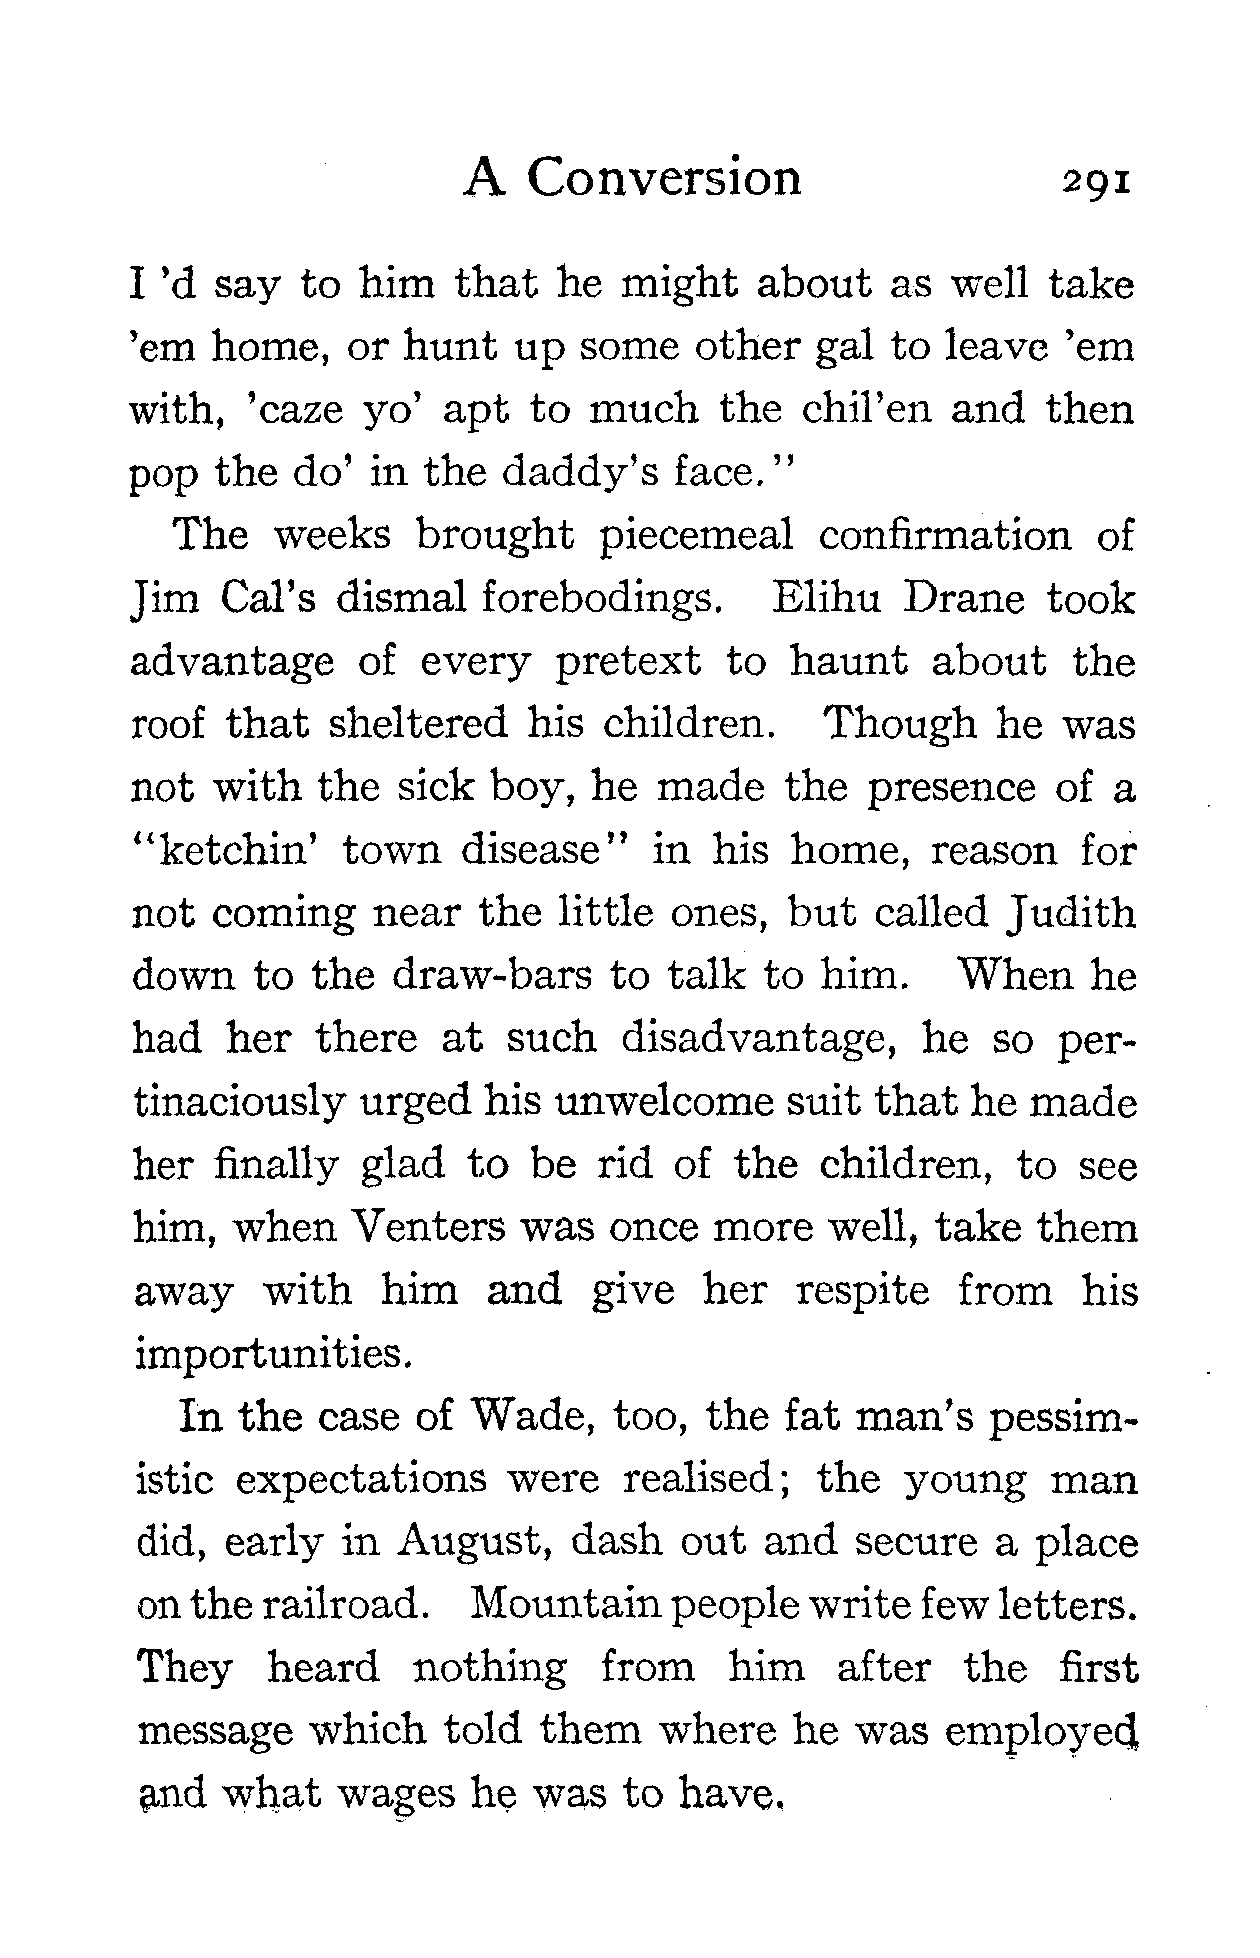 A Conversion 291
I 'd say to him that he might about as well take
'em home, or hunt up some other gal to leave 'em
with, 'caze yo' apt to much the chil'en and then
pop the do' in the daddy's face."
The weeks brought piecemeal confirmation of
Jim Cal's dismal forebodings. Elihu Drane took
advantage of every pretext to haunt about the
roof that sheltered his children. Though he was
not with the sick boy, he made the presence of a
"ketchin' town disease" in his home, reason for
not coming near the little ones, but called Judith
down to the draw-bars to talk to him. When he
had her there at such disadvantage, he so per-
tinaciously urged his unwelcome suit that he made
her finally glad to be rid of the children, to see
him, when Venters was once more well, take them
away with him and give her respite from his
importunities.
In the case of Wade, too, the fat man's pessim-
istic expectations were realised; the young man
did, early in August, dash out and secure a place
on the railroad. Mountain people write few letters.
They heard nothing from him after the first
message which told them where he was employed
and what wages he was to have.